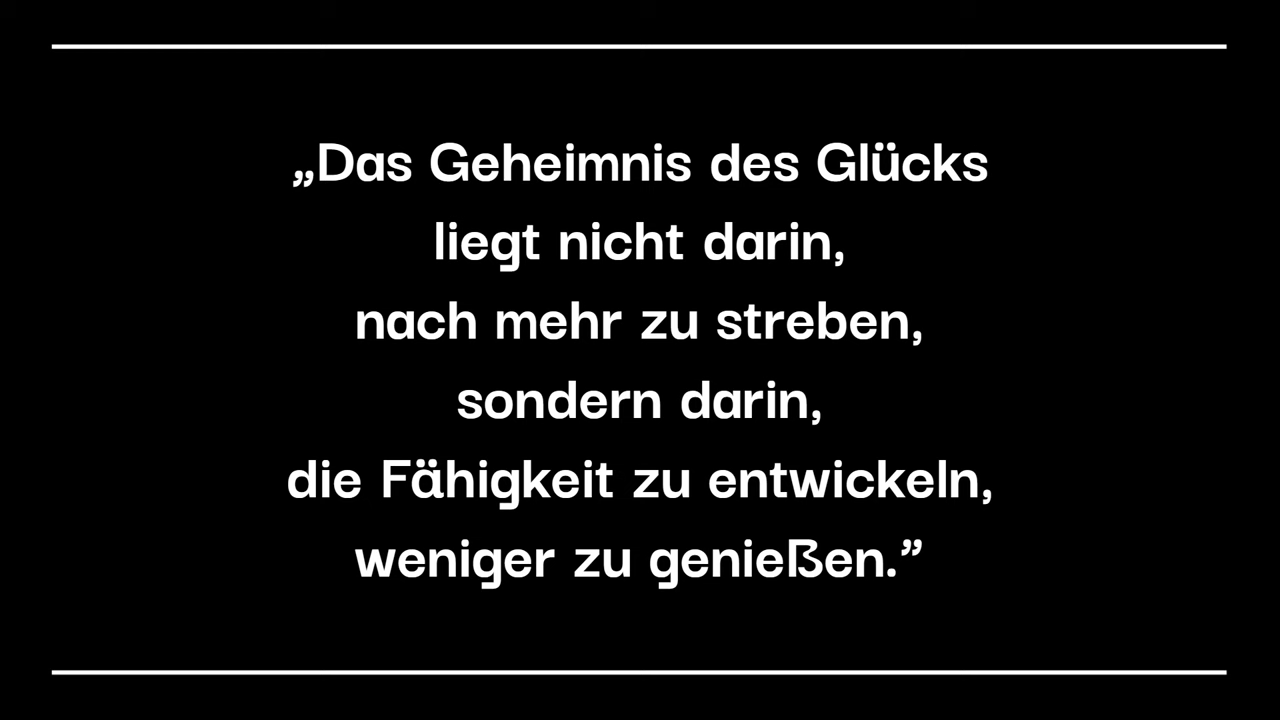 „Das Geheimnis des Glücks
liegt nicht darin,
nach mehr zu streben,
sondern darin,
die Fähigkeit zu entwickeln,
weniger zu genießen.”